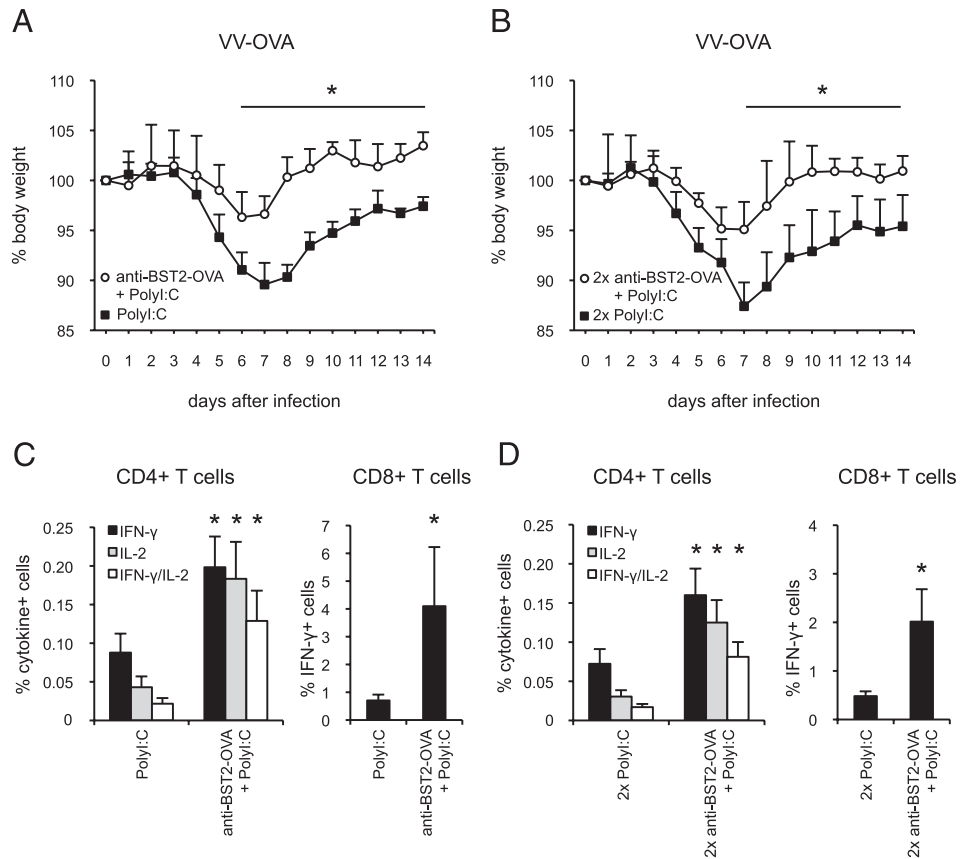 A
VV-OVA
110
105
100
95
90
85
% body weight
*
anti-BST2-OVA
+ PolyI:C
PolyI:C
0 1 2 3 4 5 6 7 8 9 10 11 12 13 14
days after infection
B
VV-OVA
110
105
100
95
90
85
% body weight
*
2x anti-BST2-OVA
+ PolyI:C
2x PolyI:C
0 1 2 3 4 5 6 7 8 9 10 11 12 13 14
days after infection
C
CD4+ T cells
0.25
0.20
0.15
0.10
0.05
0
% cytokine+ cells
IFN-γ
IL-2
IFN-γ/IL-2
* * *
PolyI:C
anti-BST2-OVA
+ PolyI:C
CD8+ T cells
7
6
5
4
3
2
1
0
% IFN-γ+ cells
*
PolyI:C
anti-BST2-OVA
+ PolyI:C
D
CD4+ T cells
0.25
0.20
0.15
0.10
0.05
0
% cytokine+ cells
IFN-γ
IL-2
IFN-γ/IL-2
* * *
2x PolyI:C
2x anti-BST2-OVA
+ PolyI:C
CD8+ T cells
4
3
2
1
0
% IFN-γ+ cells
*
2x PolyI:C
2x anti-BST2-OVA
+ PolyI:C